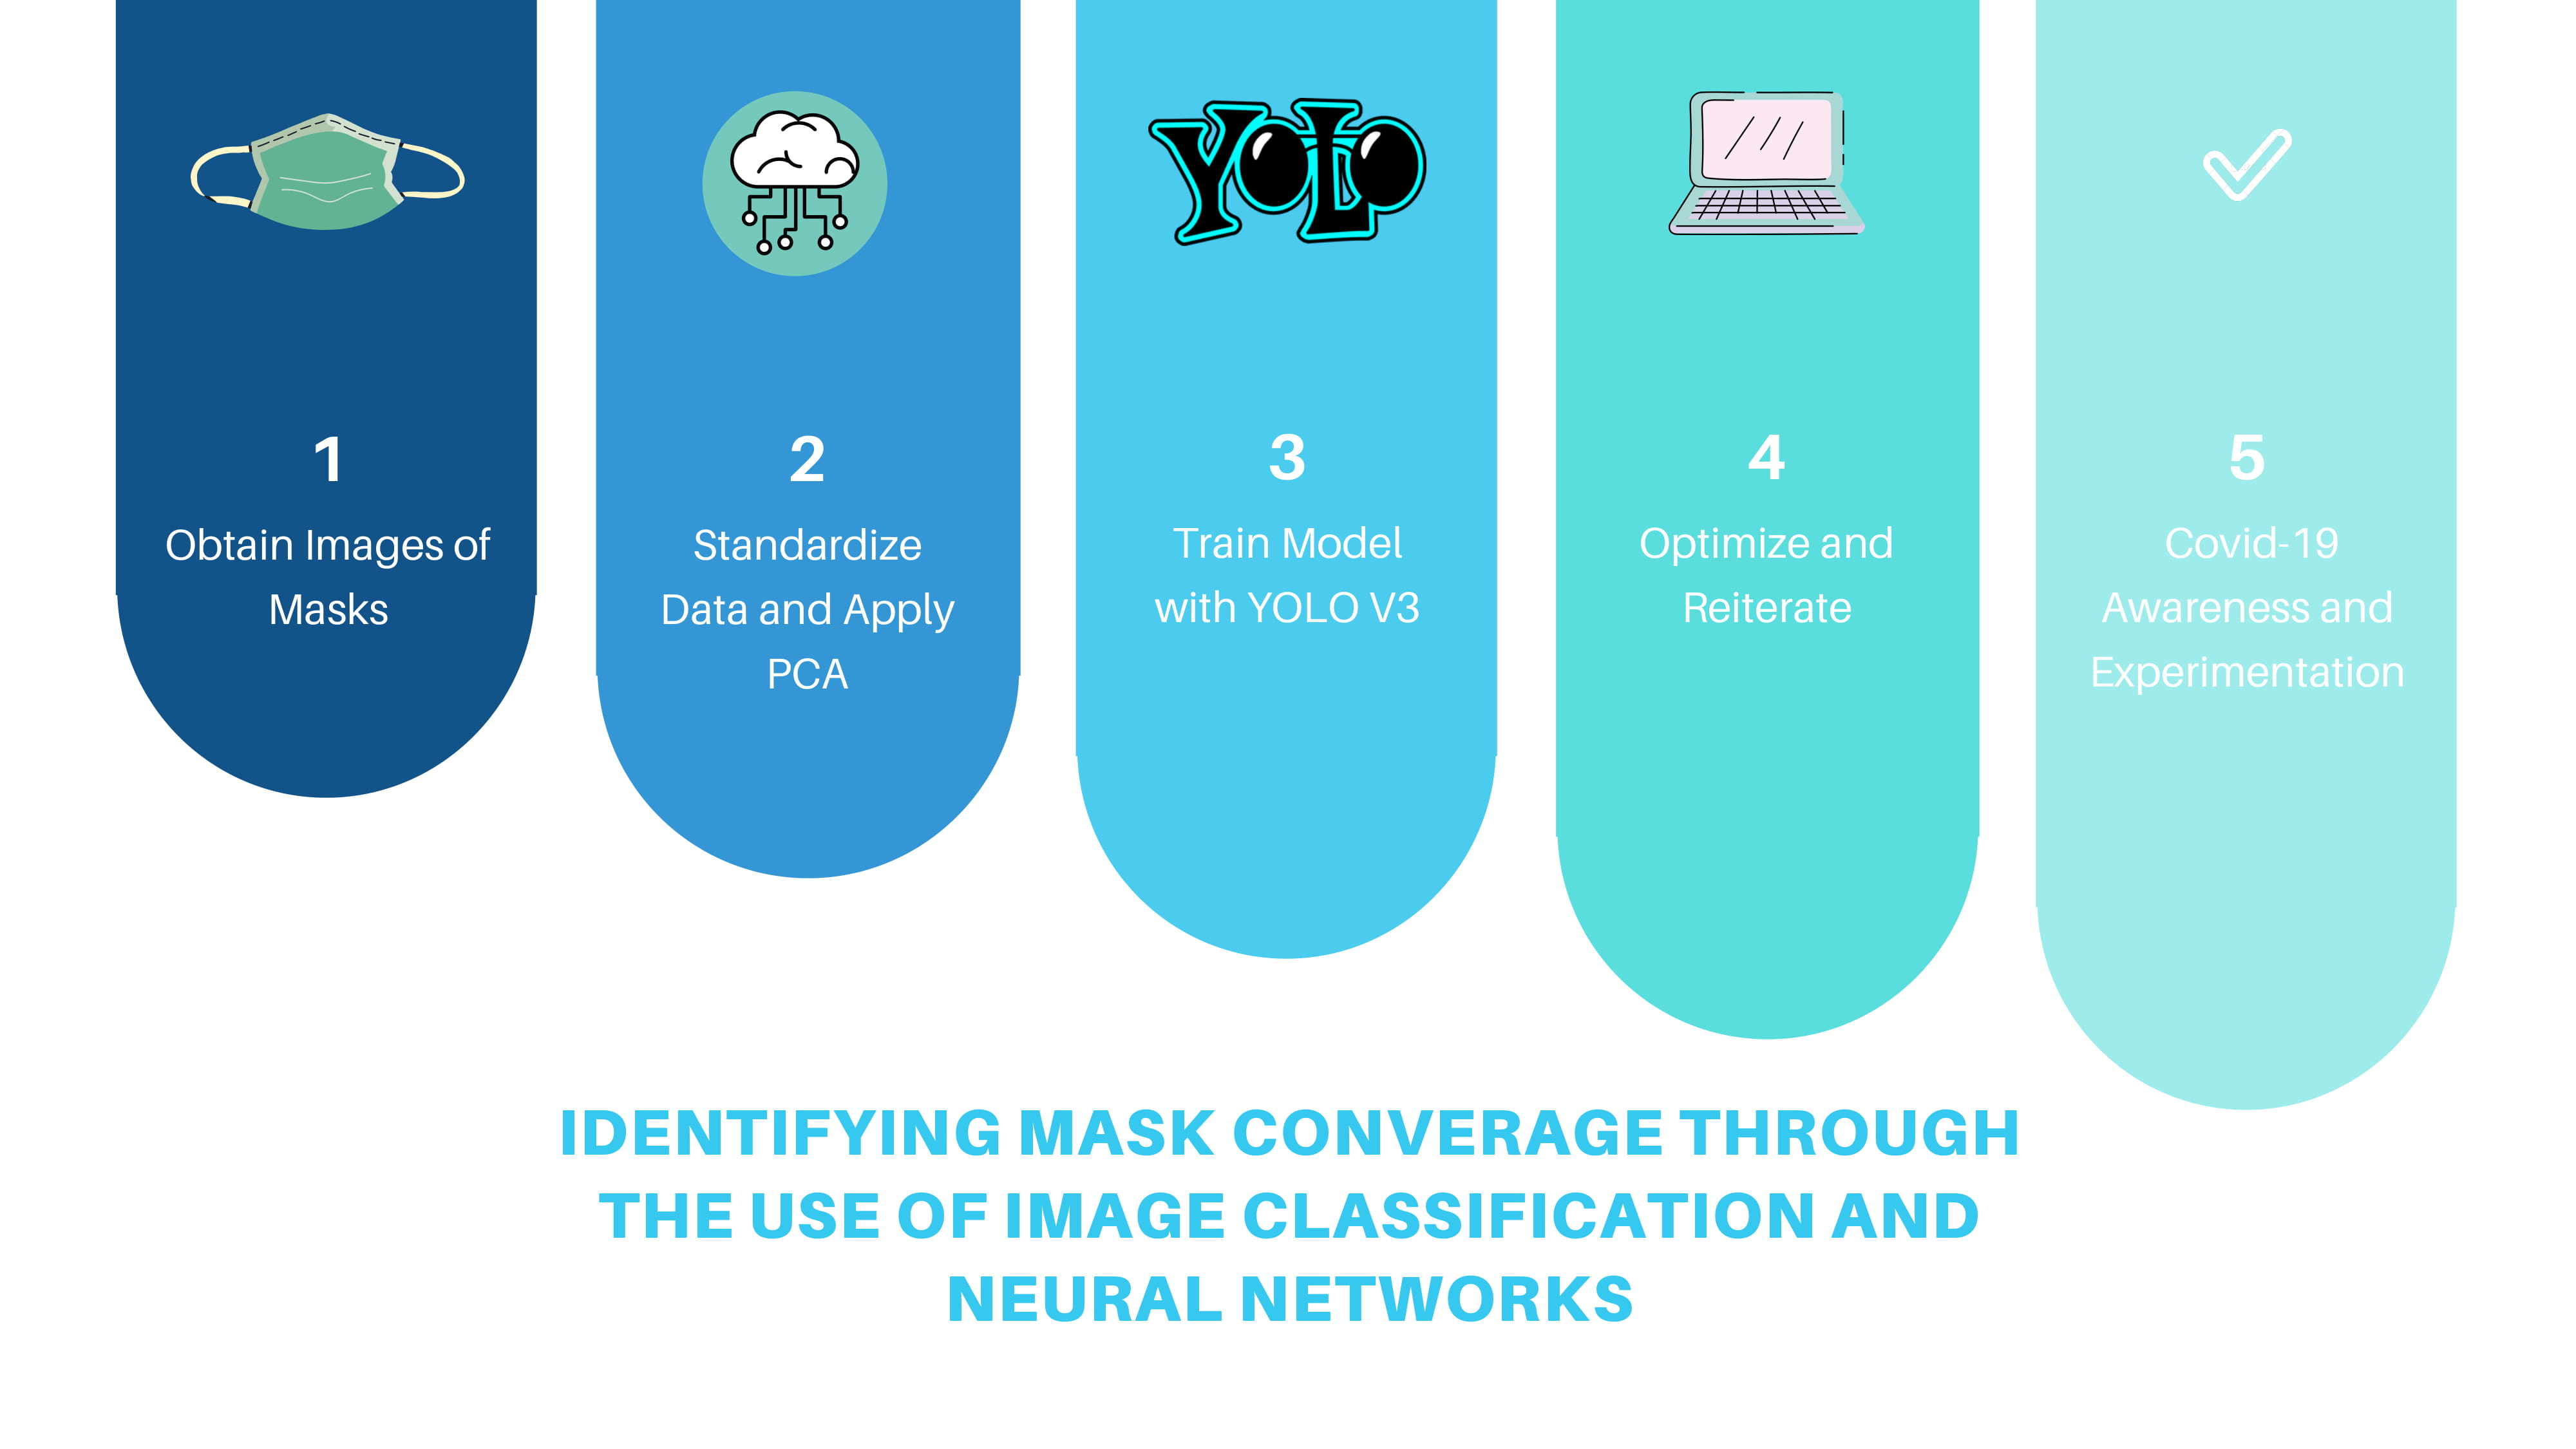 YOLO
1
Obtain Images of
Masks
2
Standardize
Data and Apply
PCA
3
Train Model
with YOLO V3
4
Optimize and
Reiterate
5
Covid-19
Awareness and
Experimentation
IDENTIFYING MASK CONVERAGE THROUGH
THE USE OF IMAGE CLASSIFICATION AND
NEURAL NETWORKS